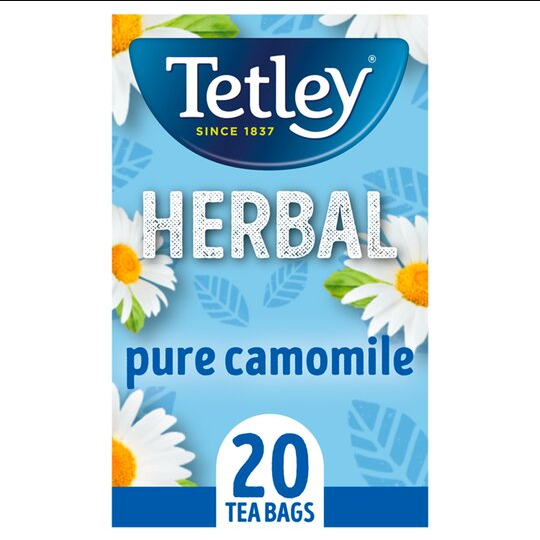 Tetley®
SINCE 1837
HERBAL
pure camomile
20
TEA BAGS